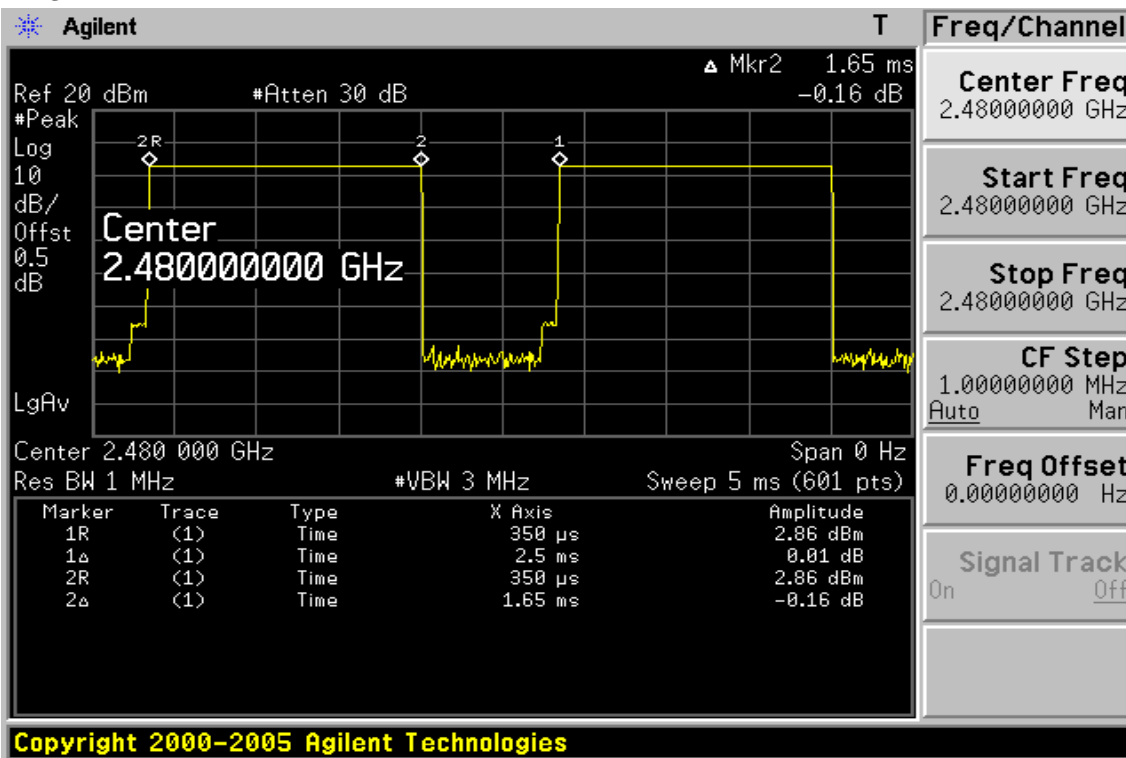 Agilent T
Δ Mkr2 1.65 ms
Ref 20 dBm #Atten 30 dB -0.16 dB
#Peak
Log
10
dB/
Offst
0.5
dB
2R 2 1
Center
2.480000000 GHz
LgAv
Center 2.480 000 GHz Span 0 Hz
Res BW 1 MHz #VBW 3 MHz Sweep 5 ms (601 pts)
Marker Trace Type X Axis Amplitude
1R (1) Time 350 µs 2.86 dBm
1Δ (1) Time 2.5 ms 0.01 dB
2R (1) Time 350 µs 2.86 dBm
2Δ (1) Time 1.65 ms -0.16 dB
Freq/Channel
Center Freq
2.48000000 GHz
Start Freq
2.48000000 GHz
Stop Freq
2.48000000 GHz
CF Step
1.00000000 MHz
Auto Man
Freq Offset
0.00000000 Hz
Signal Track
On Off
Copyright 2000-2005 Agilent Technologies